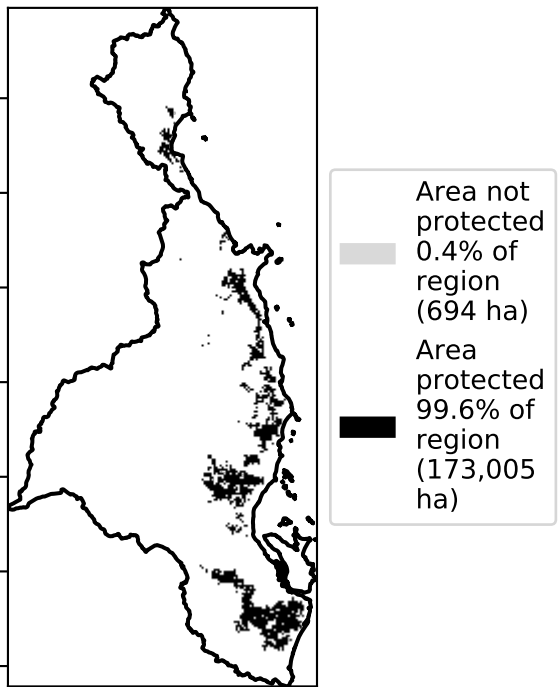 Area not
protected
0.4% of
region
(694 ha)
Area
protected
99.6% of
region
(173,005
ha)